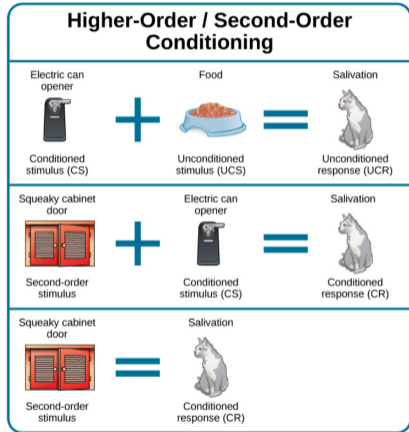 Higher-Order / Second-Order
Conditioning
Electric can
opener
Food
Salivation
Conditioned
stimulus (CS)
Unconditioned
stimulus (UCS)
Unconditioned
response (UCR)
Squeaky cabinet
door
Electric can
opener
Salivation
Second-order
stimulus
Conditioned
stimulus (CS)
Conditioned
response (CR)
Squeaky cabinet
door
Salivation
Second-order
stimulus
Conditioned
response (CR)